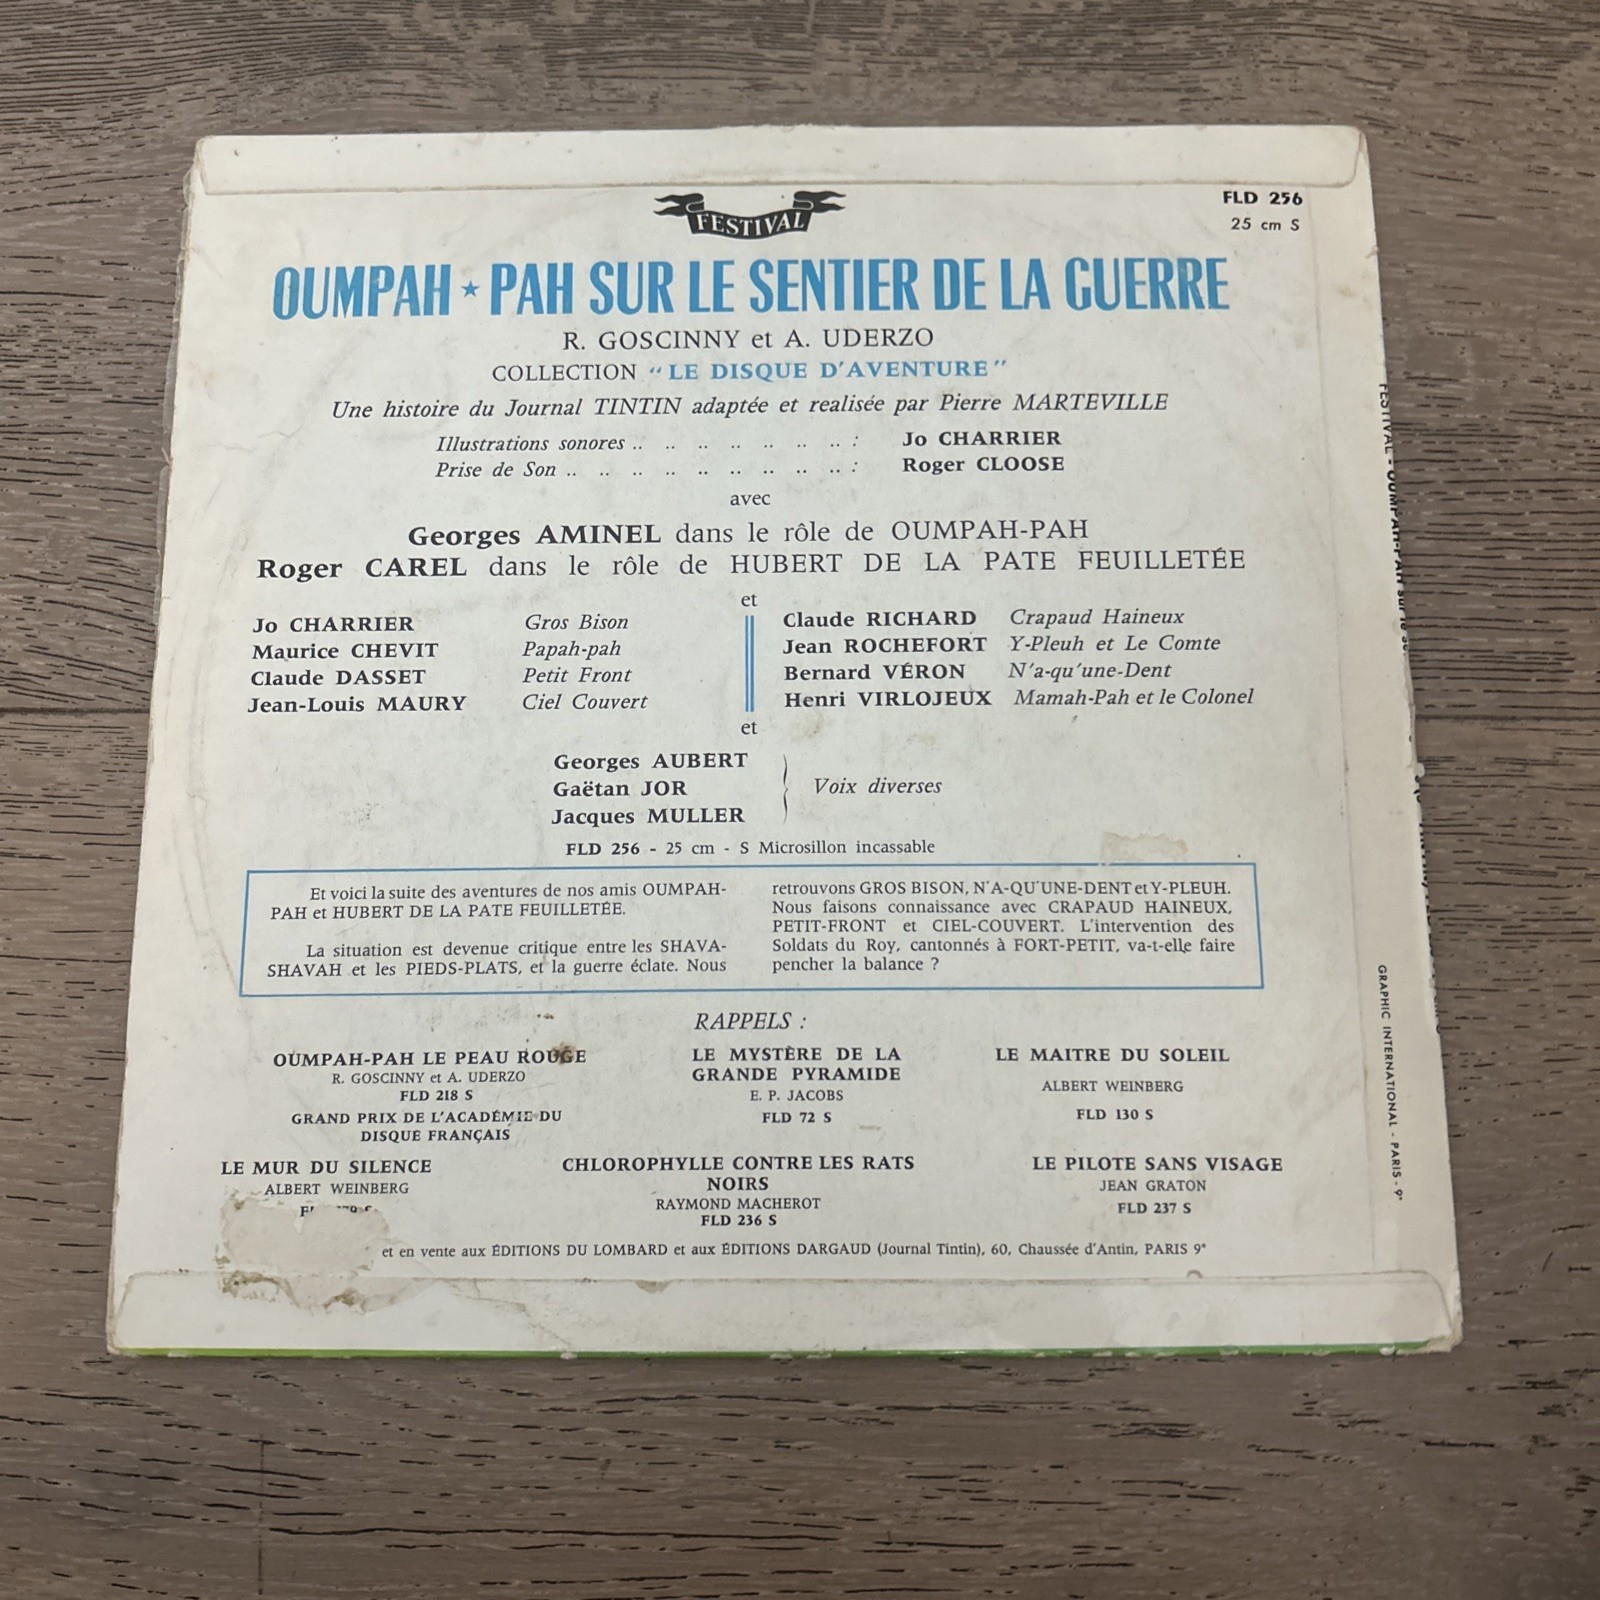 FESTIVAL
FLD 256
25 cm S
OUMPAH ★ PAH SUR LE SENTIER DE LA GUERRE
R. GOSCINNY et A. UDERZO
COLLECTION “LE DISQUE D'AVENTURE”
Une histoire du Journal TINTIN adaptée et realisée par Pierre MARTEVILLE
Illustrations sonores .. .. .. .. .. .. .. : Jo CHARRIER
Prise de Son .. .. .. .. .. .. .. .. .. : Roger CLOOSE
avec
Georges AMINEL dans le rôle de OUMPAH-PAH
Roger CAREL dans le rôle de HUBERT DE LA PATE FEUILLETÉE
et
Jo CHARRIER Gros Bison
Maurice CHEVIT Papah-pah
Claude DASSET Petit Front
Jean-Louis MAURY Ciel Couvert
Claude RICHARD Crapaud Haineux
Jean ROCHEFORT Y-Pleuh et Le Comte
Bernard VÉRON N'a-qu'une-Dent
Henri VIRLOJEUX Mamah-Pah et le Colonel
et
Georges AUBERT
Gaëtan JOR
Jacques MULLER
Voix diverses
FLD 256 - 25 cm - S Microsillon incassable
Et voici la suite des aventures de nos amis OUMPAH-
PAH et HUBERT DE LA PATE FEUILLETÉE.
La situation est devenue critique entre les SHAVA-
SHAVAH et les PIEDS-PLATS, et la guerre éclate. Nous
retrouvons GROS BISON, N'A-QU'UNE-DENT et Y-PLEUH.
Nous faisons connaissance avec CRAPAUD HAINEUX,
PETIT-FRONT et CIEL-COUVERT. L'intervention des
Soldats du Roy, cantonnés à FORT-PETIT, va-t-elle faire
pencher la balance ?
RAPPELS :
OUMPAH-PAH LE PEAU ROUGE
R. GOSCINNY et A. UDERZO
FLD 218 S
GRAND PRIX DE L'ACADÉMIE DU
DISQUE FRANÇAIS
LE MYSTÈRE DE LA
GRANDE PYRAMIDE
E. P. JACOBS
FLD 72 S
LE MAITRE DU SOLEIL
ALBERT WEINBERG
FLD 130 S
LE MUR DU SILENCE
ALBERT WEINBERG
CHLOROPHYLLE CONTRE LES RATS
NOIRS
RAYMOND MACHEROT
FLD 236 S
LE PILOTE SANS VISAGE
JEAN GRATON
FLD 237 S
et en vente aux ÉDITIONS DU LOMBARD et aux ÉDITIONS DARGAUD (Journal Tintin), 60, Chaussée d'Antin, PARIS 9e
FESTIVAL - OUMPAH-PAH sur le
GRAPHIC INTERNATIONAL - PARIS - 9e